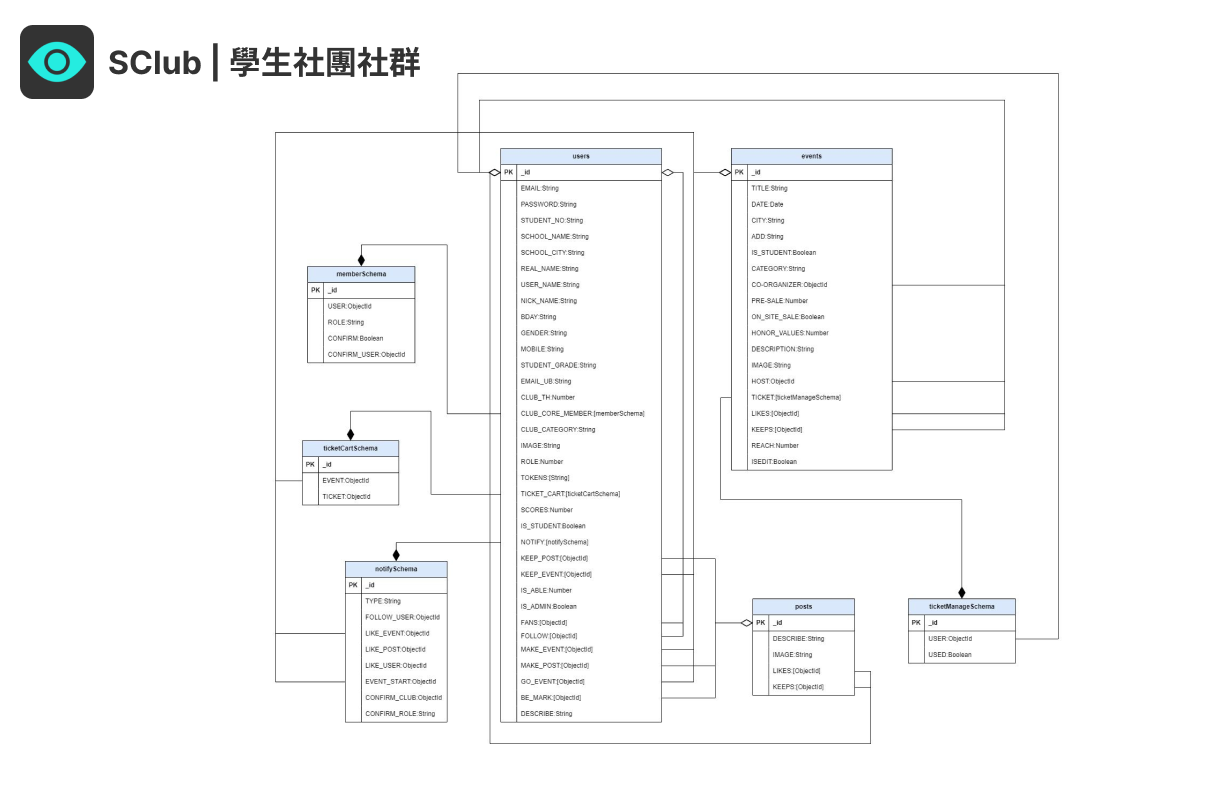 SClub | 學生社團社群
users
PK _id
EMAIL:String
PASSWORD:String
STUDENT_NO:String
SCHOOL_NAME:String
SCHOOL_CITY:String
REAL_NAME:String
USER_NAME:String
NICK_NAME:String
BDAY:String
GENDER:String
MOBILE:String
STUDENT_GRADE:String
EMAIL_UB:String
CLUB_TH:Number
CLUB_CORE_MEMBER:[memberSchema]
CLUB_CATEGORY:String
IMAGE:String
ROLE:Number
TOKENS:[String]
TICKET_CART:[ticketCartSchema]
SCORES:Number
IS_STUDENT:Boolean
NOTIFY:[notifySchema]
KEEP_POST:[ObjectId]
KEEP_EVENT:[ObjectId]
IS_ABLE:Number
IS_ADMIN:Boolean
FANS:[ObjectId]
FOLLOW:[ObjectId]
MAKE_EVENT:[ObjectId]
MAKE_POST:[ObjectId]
GO_EVENT:[ObjectId]
BE_MARK:[ObjectId]
DESCRIBE:String
events
PK _id
TITLE:String
DATE:Date
CITY:String
ADD:String
IS_STUDENT:Boolean
CATEGORY:String
CO-ORGANIZER:ObjectId
PRE-SALE:Number
ON_SITE_SALE:Boolean
HONOR_VALUES:Number
DESCRIPTION:String
IMAGE:String
HOST:ObjectId
TICKET:[ticketManageSchema]
LIKES:[ObjectId]
KEEPS:[ObjectId]
REACH:Number
ISEDIT:Boolean
memberSchema
PK _id
USER:ObjectId
ROLE:String
CONFIRM:Boolean
CONFIRM_USER:ObjectId
ticketCartSchema
PK _id
EVENT:ObjectId
TICKET:ObjectId
notifySchema
PK _id
TYPE:String
FOLLOW_USER:ObjectId
LIKE_EVENT:ObjectId
LIKE_POST:ObjectId
LIKE_USER:ObjectId
EVENT_START:ObjectId
CONFIRM_CLUB:ObjectId
CONFIRM_ROLE:String
posts
PK _id
DESCRIBE:String
IMAGE:String
LIKES:[ObjectId]
KEEPS:[ObjectId]
ticketManageSchema
PK _id
USER:ObjectId
USED:Boolean